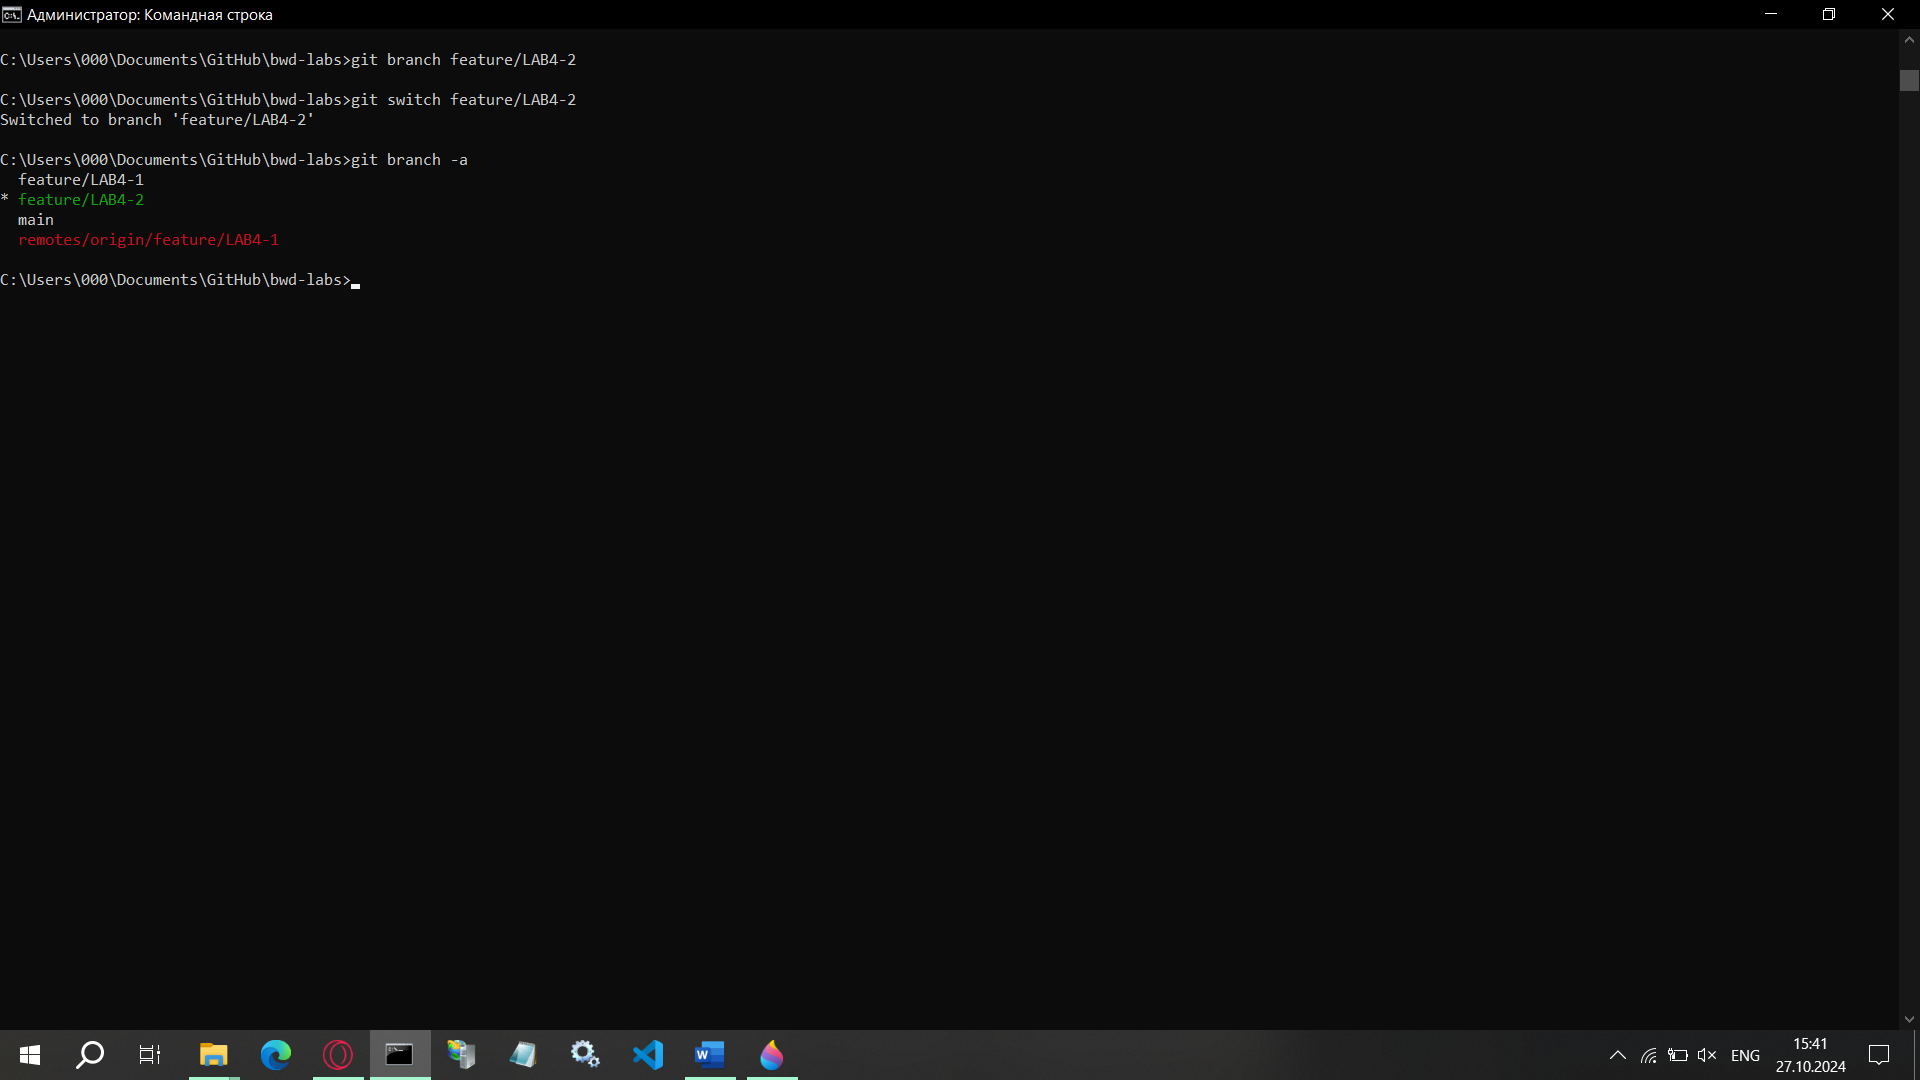 Администратор: Командная строка
C:\Users\000\Documents\GitHub\bwd-labs>git branch feature/LAB4-2
C:\Users\000\Documents\GitHub\bwd-labs>git switch feature/LAB4-2
Switched to branch 'feature/LAB4-2'
C:\Users\000\Documents\GitHub\bwd-labs>git branch -a
  feature/LAB4-1
* feature/LAB4-2
  main
  remotes/origin/feature/LAB4-1
C:\Users\000\Documents\GitHub\bwd-labs>
ENG
15:41
27.10.2024